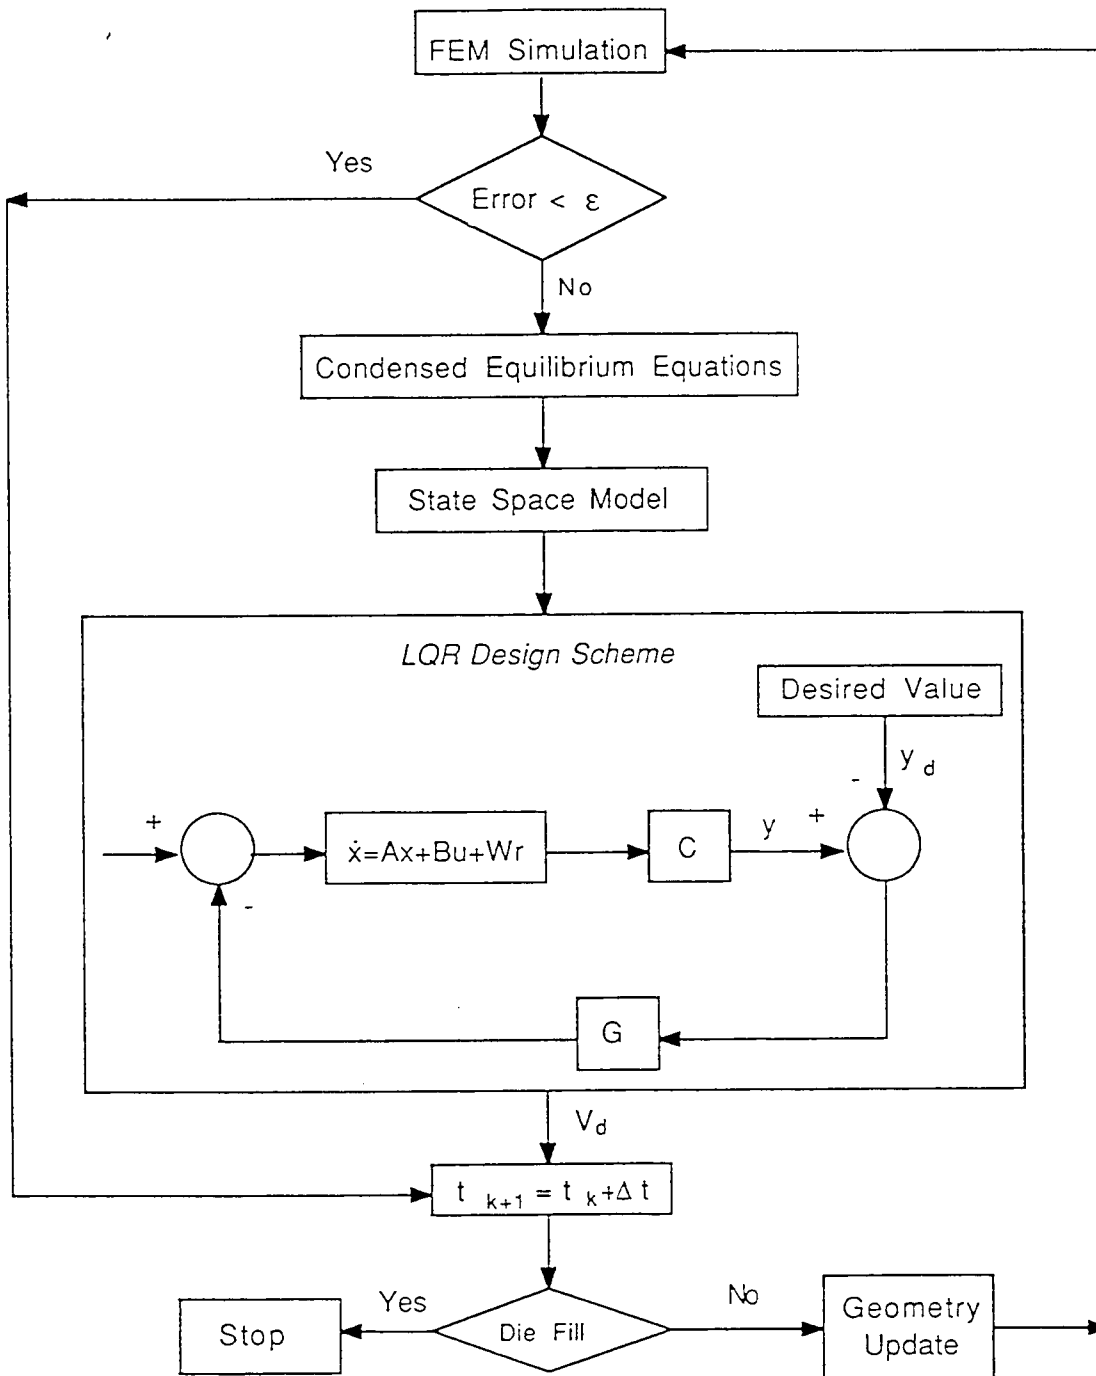 FEM Simulation
Yes
Error < ε
No
Condensed Equilibrium Equations
State Space Model
LQR Design Scheme
Desired Value
- y d
+
ẋ=Ax+Bu+Wr
C
y
+
-
G
V d
t k+1 = t k + Δ t
Yes
No
Stop
Die Fill
Geometry
Update